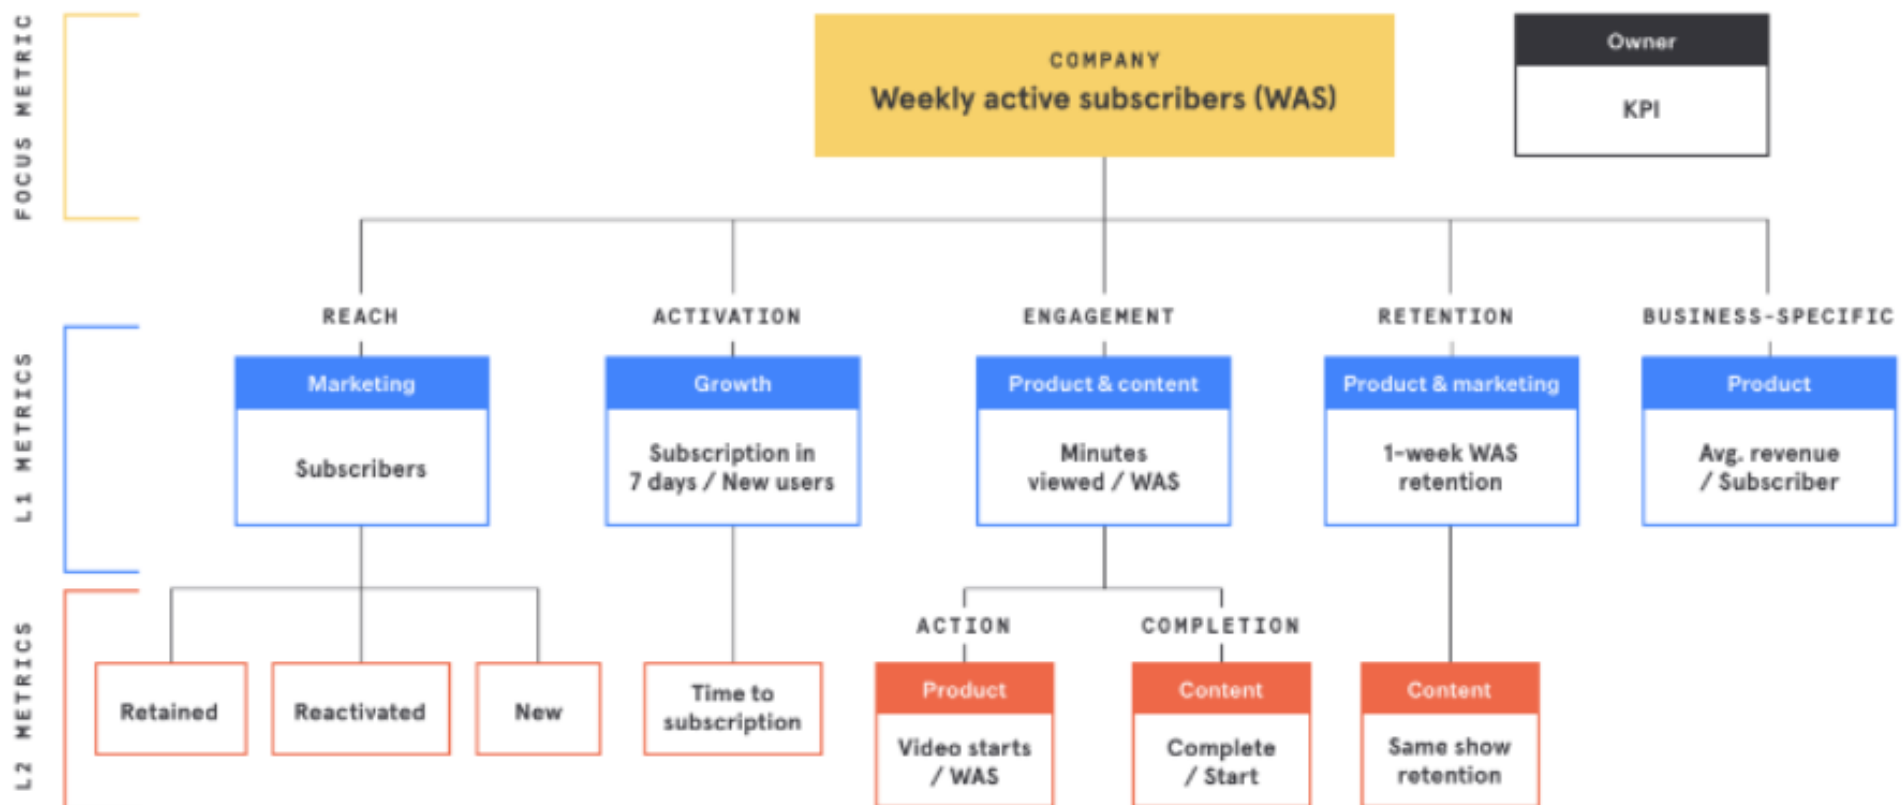 FOCUS METRIC
COMPANY
Weekly active subscribers (WAS)
Owner
KPI
L1 METRICS
REACH
Marketing
Subscribers
ACTIVATION
Growth
Subscription in
7 days / New users
ENGAGEMENT
Product & content
Minutes
viewed / WAS
RETENTION
Product & marketing
1-week WAS
retention
BUSINESS-SPECIFIC
Product
Avg. revenue
/ Subscriber
L2 METRICS
Retained
Reactivated
New
Time to
subscription
ACTION
Product
Video starts
/ WAS
COMPLETION
Content
Complete
/ Start
Content
Same show
retention